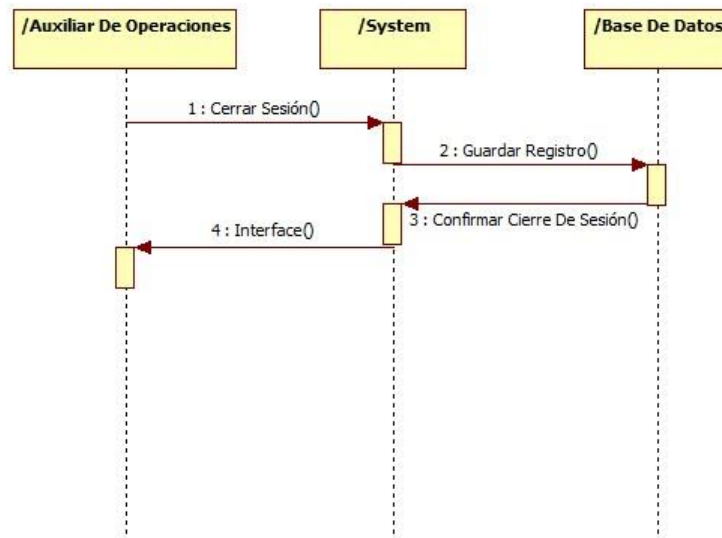 /Auxiliar De Operaciones
/System
/Base De Datos
1 : Cerrar Sesión()
2 : Guardar Registro()
3 : Confirmar Cierre De Sesión()
4 : Interface()